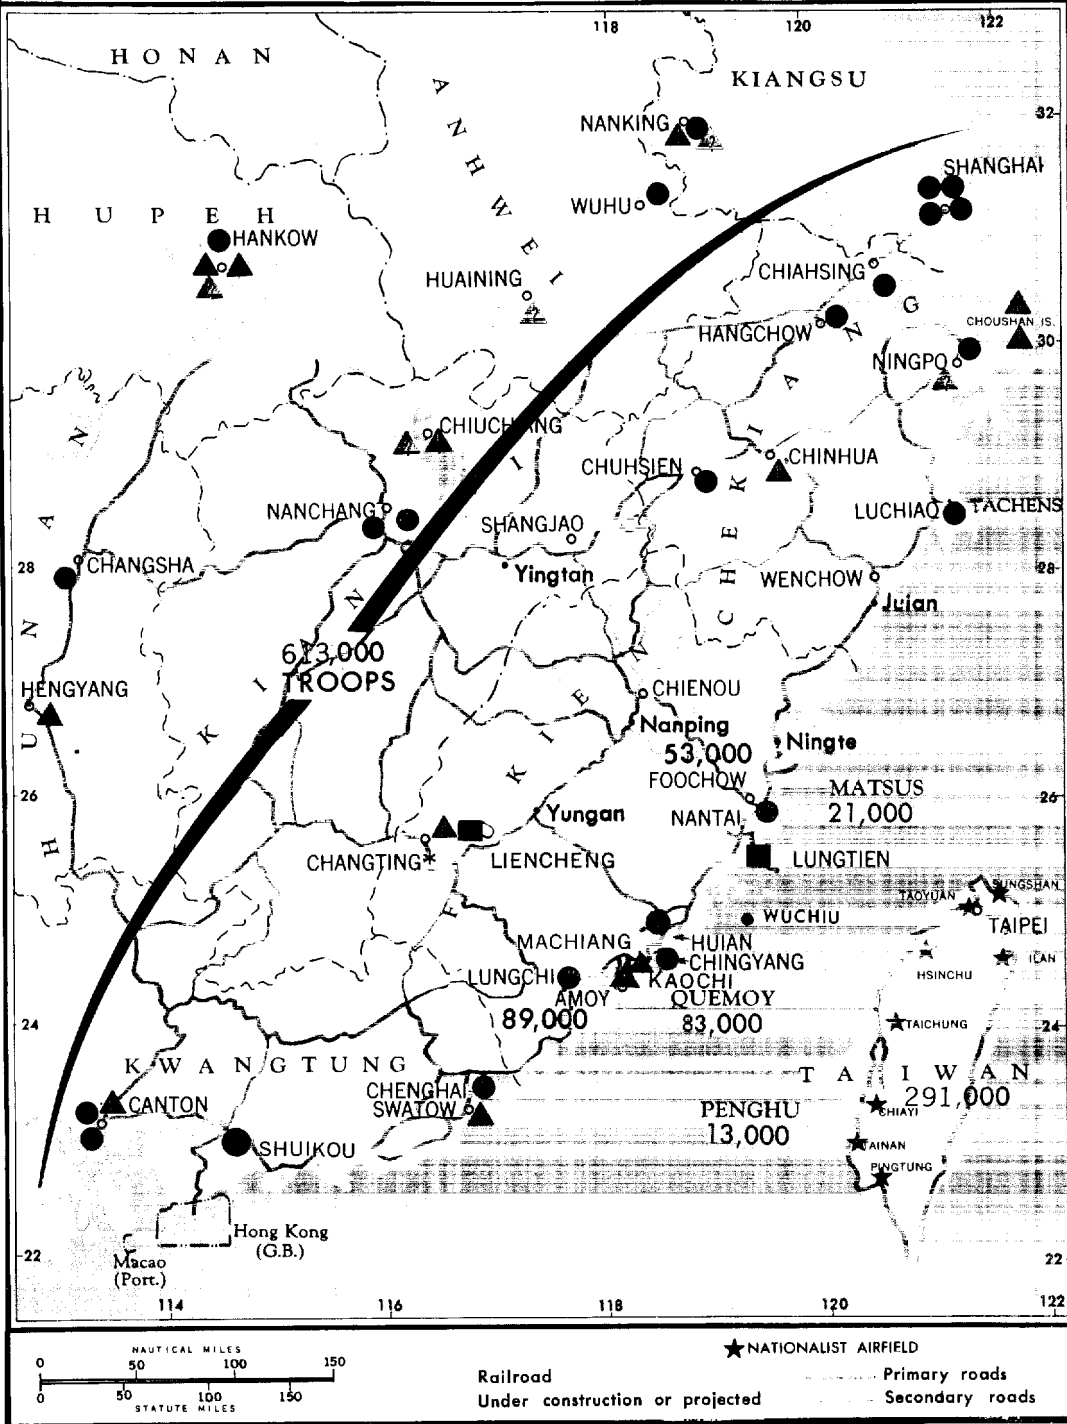 118
120
122
HONAN
ANHWEI
KIANGSU
NANKING
?
32
SHANGHAI
WUHU
HUPEH
HANKOW
HUAINING
?
CHIAHSING
CHOUSHAN IS.
HANGCHOW
30
NINGPO
CHIUCHIANG
CHINHUA
CHUHSIEN
CHEKIANG
NANCHANG
SHANGJAO
LUCHIAO
TACHENS
28
CHANGSHA
Yingtan
WENCHOW
28
Juian
HUNAN
KIANGSI
613,000
TROOPS
HENGYANG
CHIENOU
Nanping
53,000
Ningte
FOOCHOW
26
MATSUS
26
21,000
Yungan
NANTAI
FUKIEN
CHANGTING*
LIENCHENG
LUNGTIEN
SUNGSHAN
TAOYUAN
WUCHIU
TAIPEI
MACHIANG
HUIAN
CHINGYANG
ILAN
LUNGCHI
KAOCHI
HSINCHU
AMOY
QUEMOY
89,000
83,000
24
TAICHUNG
24
KWANGTUNG
TAIWAN
CHENGHAI
291,000
CANTON
SWATOW
PENGHU
CHIAYI
13,000
SHUIKOU
TAINAN
PINGTUNG
Hong Kong
(G.B.)
22
Macao
(Port.)
22
114
116
118
120
122
NAUTICAL MILES
0 50 100 150
0 50 100 150
STATUTE MILES
NATIONALIST AIRFIELD
Railroad
Primary roads
Under construction or projected
Secondary roads